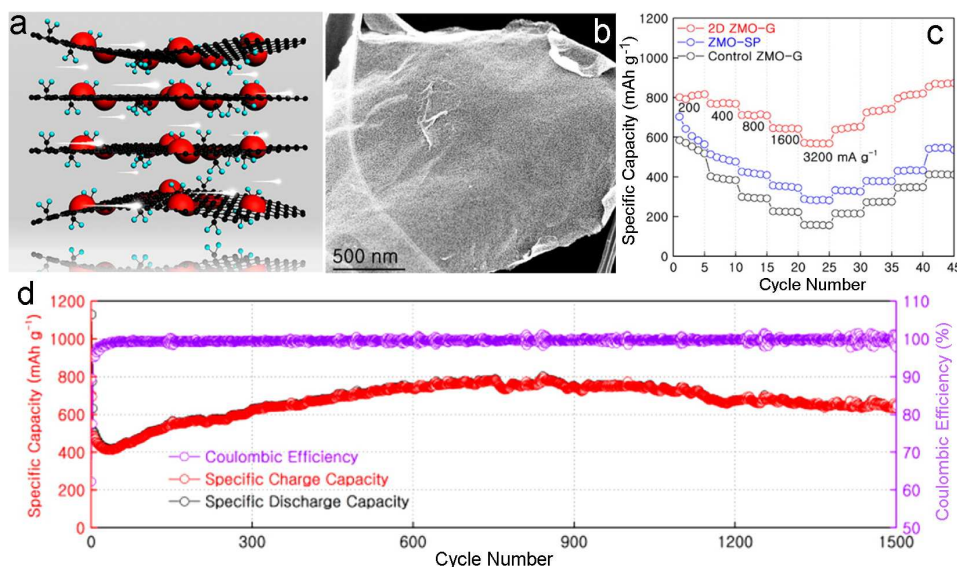 a
b
500 nm
c
1200
1000
800
600
400
200
0
Specific Capacity (mAh g⁻¹)
2D ZMO-G
ZMO-SP
Control ZMO-G
200
400
800
1600
3200 mA g⁻¹
0 5 10 15 20 25 30 35 40 45
Cycle Number
d
1200
1000
800
600
400
200
0
Specific Capacity (mAh g⁻¹)
Coulombic Efficiency
Specific Charge Capacity
Specific Discharge Capacity
110
100
90
80
70
60
50
Coulombic Efficiency (%)
0 300 600 900 1200 1500
Cycle Number